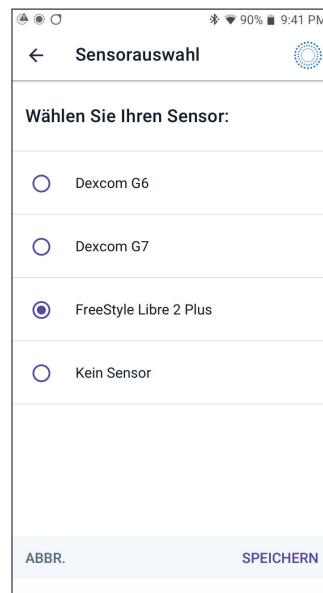 90% 9:41 PM
Sensorauswahl
Wählen Sie Ihren Sensor:
Dexcom G6
Dexcom G7
FreeStyle Libre 2 Plus
Kein Sensor
ABBR. SPEICHERN